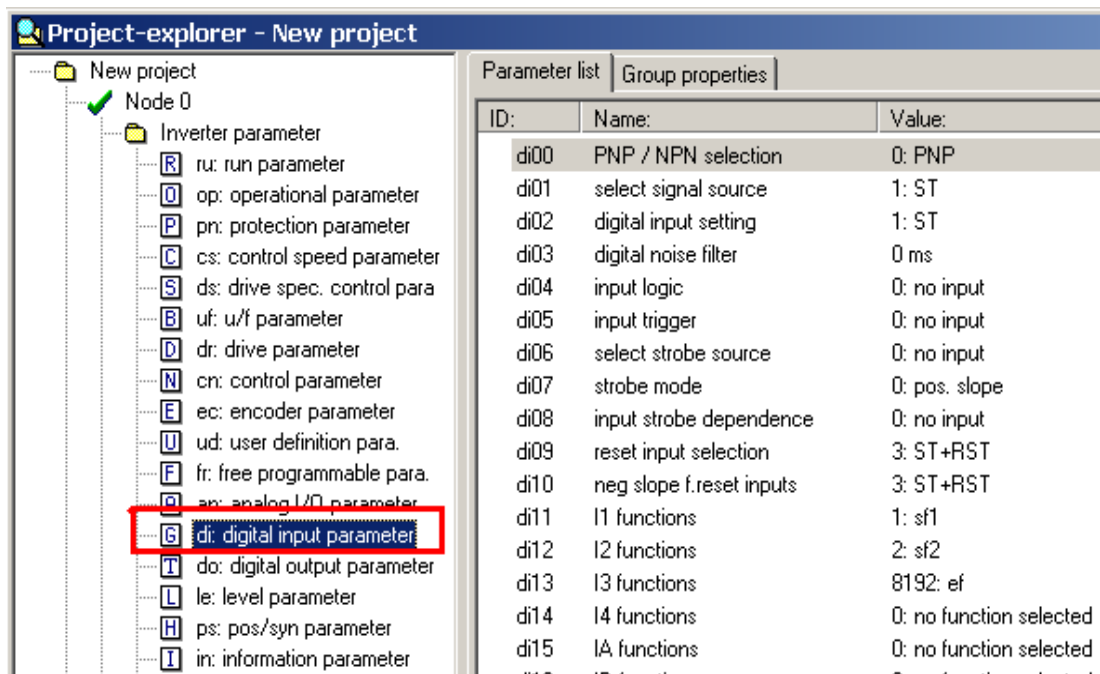 Project-explorer - New project
New project
Node 0
Inverter parameter
R ru: run parameter
O op: operational parameter
P pn: protection parameter
C cs: control speed parameter
S ds: drive spec. control para
B uf: u/f parameter
D dr: drive parameter
N cn: control parameter
E ec: encoder parameter
U ud: user definition para.
F fr: free programmable para.
an: analog I/O parameter
G di: digital input parameter
T do: digital output parameter
L le: level parameter
H ps: pos/syn parameter
I in: information parameter
Parameter list Group properties
ID: Name: Value:
di00 PNP / NPN selection 0: PNP
di01 select signal source 1: ST
di02 digital input setting 1: ST
di03 digital noise filter 0 ms
di04 input logic 0: no input
di05 input trigger 0: no input
di06 select strobe source 0: no input
di07 strobe mode 0: pos. slope
di08 input strobe dependence 0: no input
di09 reset input selection 3: ST+RST
di10 neg slope f.reset inputs 3: ST+RST
di11 I1 functions 1: sf1
di12 I2 functions 2: sf2
di13 I3 functions 8192: ef
di14 I4 functions 0: no function selected
di15 IA functions 0: no function selected